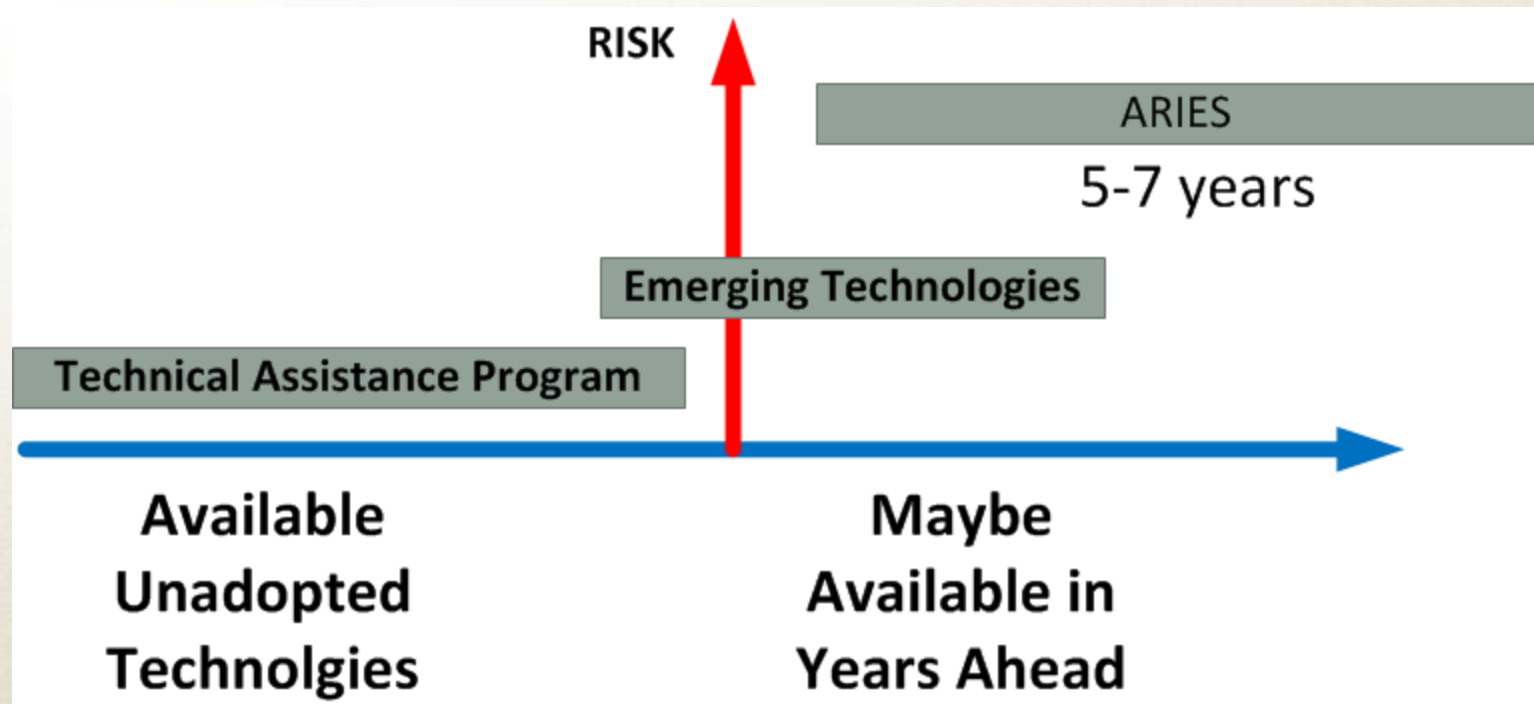 RISK
ARIES
5-7 years
Emerging Technologies
Technical Assistance Program
Available
Unadopted
Technolgies
Maybe
Available in
Years Ahead